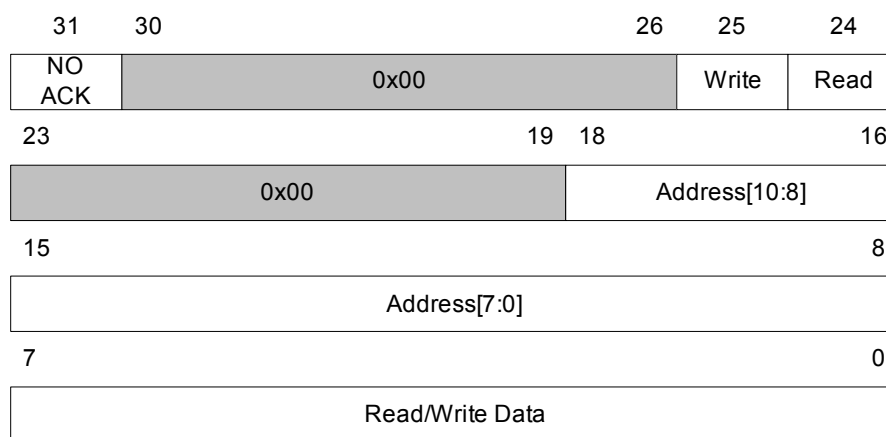 31 30 26 25 24
NO ACK 0x00 Write Read
23 19 18 16
0x00 Address[10:8]
15 8
Address[7:0]
7 0
Read/Write Data